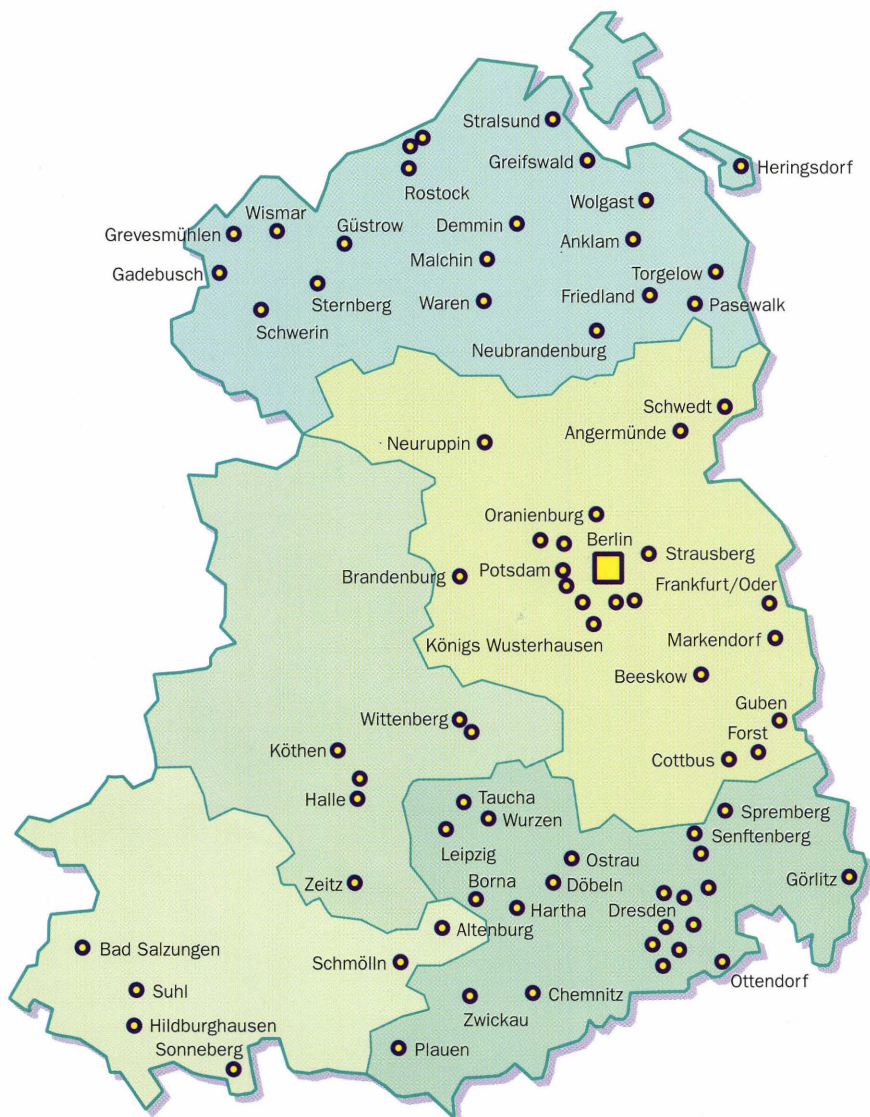 Stralsund
Greifswald
Heringsdorf
Rostock
Wolgast
Wismar
Güstrow
Demmin
Grevesmühlen
Anklam
Malchin
Gadebusch
Torgelow
Sternberg
Waren
Friedland
Pasewalk
Schwerin
Neubrandenburg
Schwedt
Angermünde
Neuruppin
Oranienburg
Berlin
Strausberg
Brandenburg
Potsdam
Frankfurt/Oder
Königs Wusterhausen
Markendorf
Beeskow
Guben
Wittenberg
Forst
Köthen
Cottbus
Halle
Taucha
Spremberg
Wurzen
Senftenberg
Leipzig
Ostrau
Zeitz
Borna
Döbeln
Görlitz
Hartha
Dresden
Altenburg
Bad Salzungen
Schmölln
Ottendorf
Suhl
Chemnitz
Zwickau
Hildburghausen
Sonneberg
Plauen